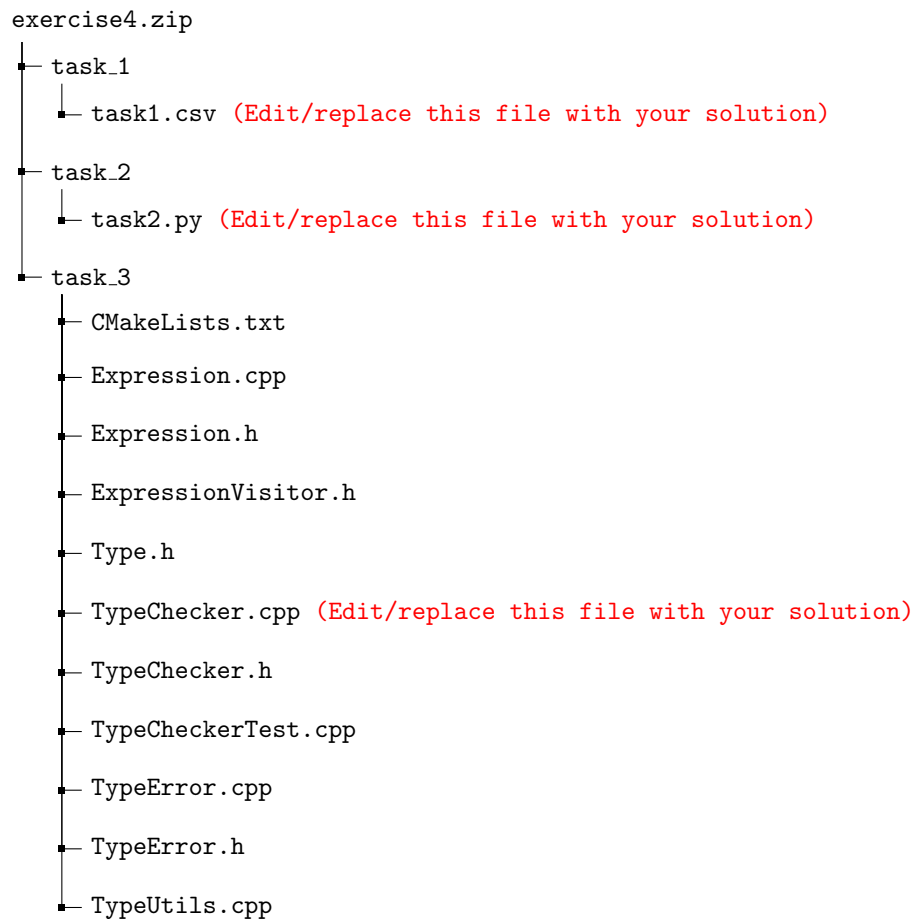 exercise4.zip
task_1
task1.csv (Edit/replace this file with your solution)
task_2
task2.py (Edit/replace this file with your solution)
task_3
CMakeLists.txt
Expression.cpp
Expression.h
ExpressionVisitor.h
Type.h
TypeChecker.cpp (Edit/replace this file with your solution)
TypeChecker.h
TypeCheckerTest.cpp
TypeError.cpp
TypeError.h
TypeUtils.cpp